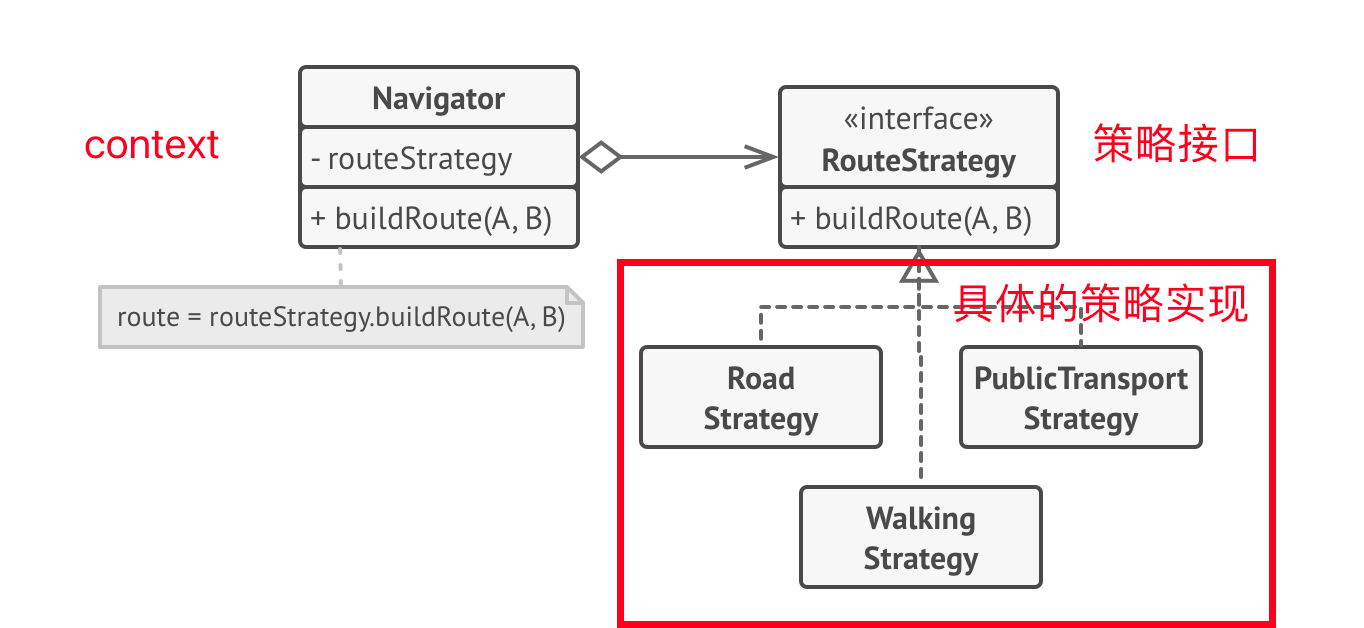 context
Navigator
- routeStrategy
+ buildRoute(A, B)
route = routeStrategy.buildRoute(A, B)
«interface»
RouteStrategy
+ buildRoute(A, B)
策略接口
具体的策略实现
Road
Strategy
PublicTransport
Strategy
Walking
Strategy